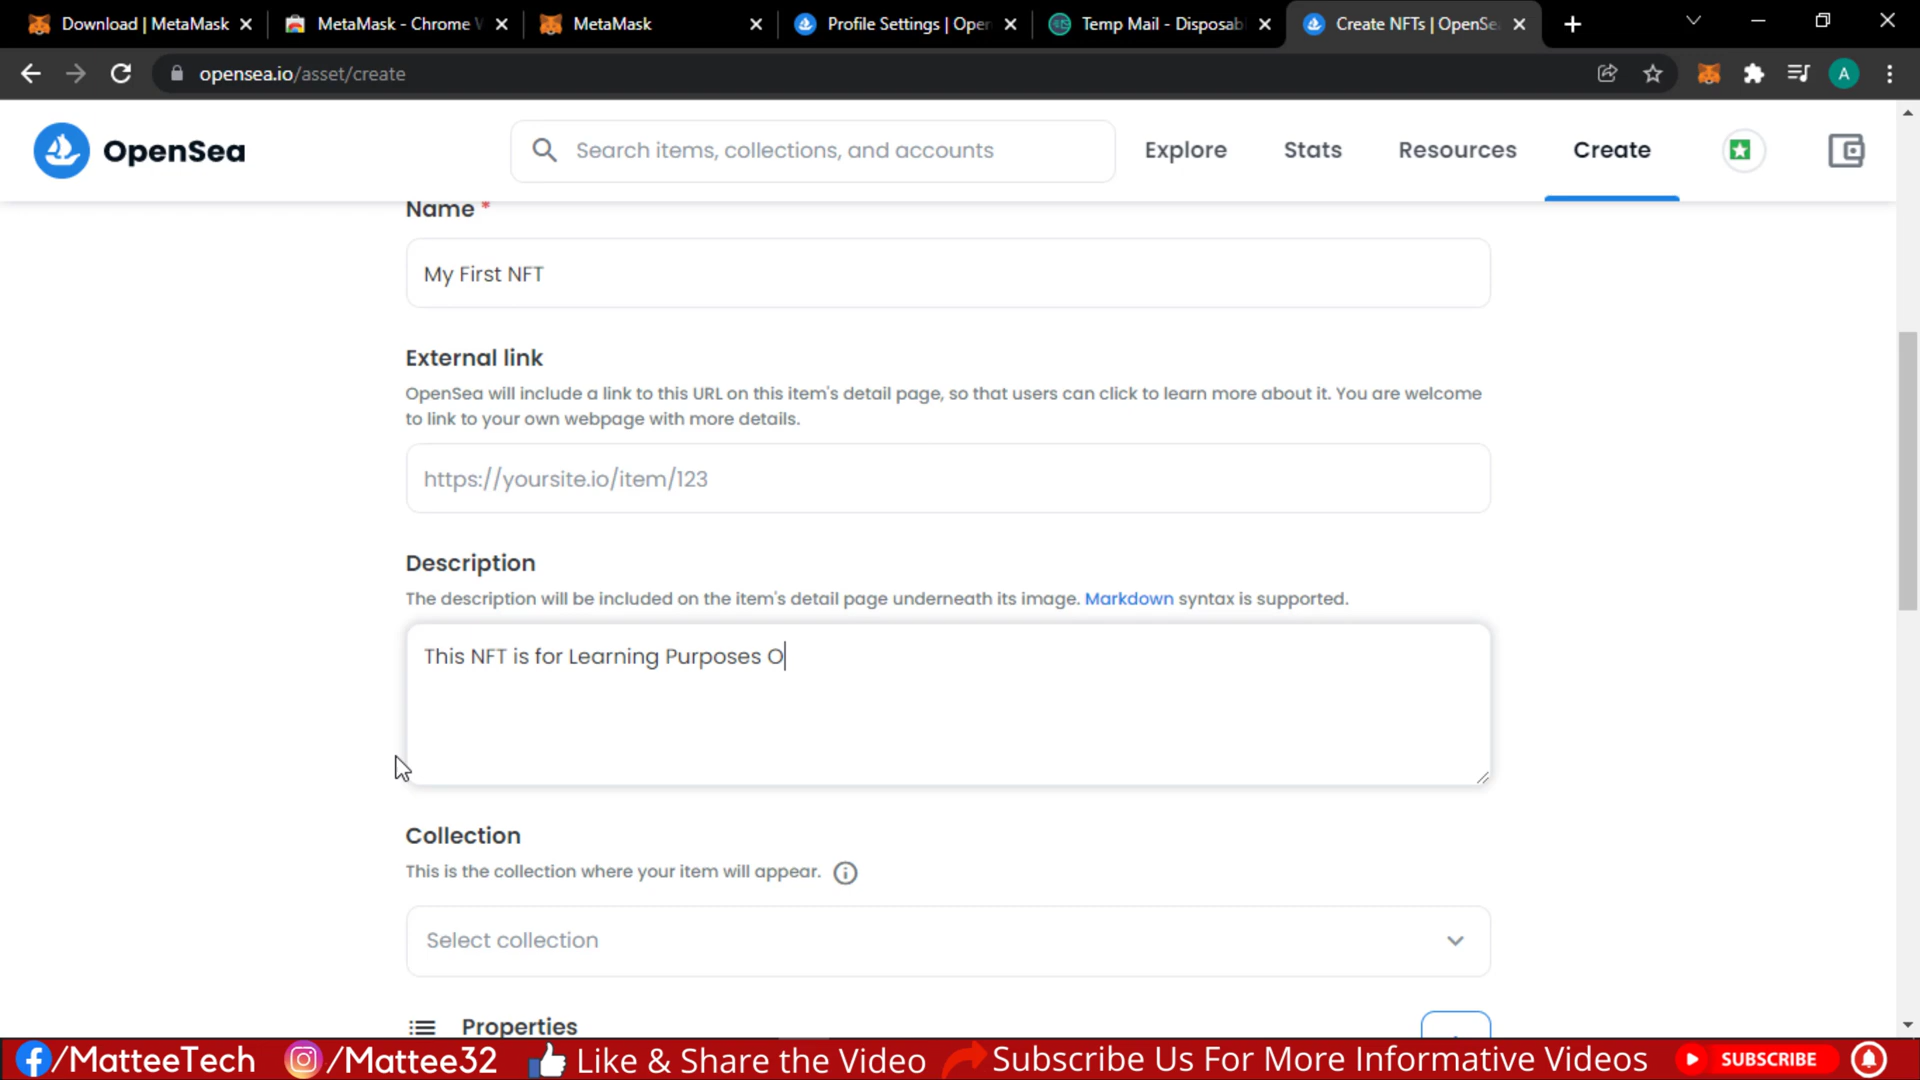 Download | MetaMask
MetaMask - Chrome
MetaMask
Profile Settings | Open
Temp Mail - Disposab
Create NFTs | OpenSea
opensea.io/asset/create
A
OpenSea
Search items, collections, and accounts
Explore
Stats
Resources
Create
Name *
My First NFT
External link
OpenSea will include a link to this URL on this item's detail page, so that users can click to learn more about it. You are welcome
to link to your own webpage with more details.
https://yoursite.io/item/123
Description
The description will be included on the item's detail page underneath its image. Markdown syntax is supported.
This NFT is for Learning Purposes O
Collection
This is the collection where your item will appear.
Select collection
Properties
/MatteeTech
/Mattee32
Like & Share the Video
Subscribe Us For More Informative Videos
SUBSCRIBE